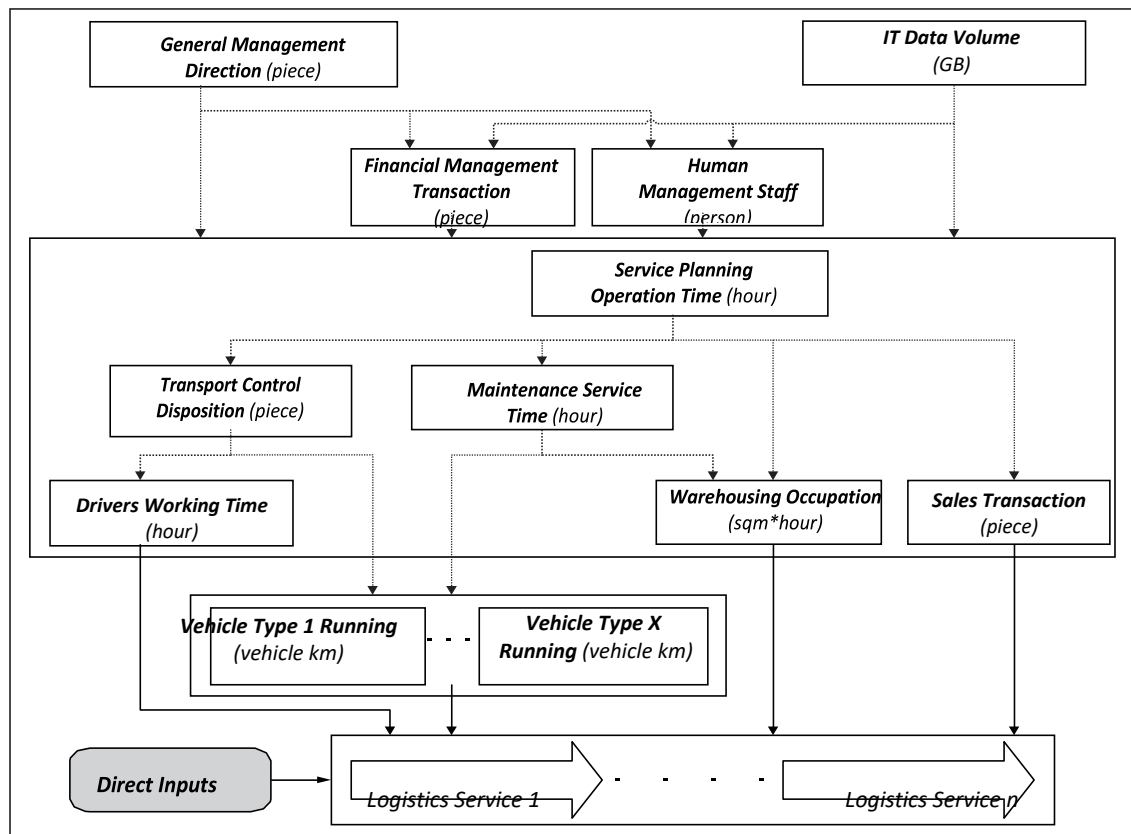 General Management
Direction (piece)
IT Data Volume
(GB)
Financial Management
Transaction
(piece)
Human
Management Staff
(person)
Service Planning
Operation Time (hour)
Transport Control
Disposition (piece)
Maintenance Service
Time (hour)
Drivers Working Time
(hour)
Warehousing Occupation
(sqm*hour)
Sales Transaction
(piece)
Vehicle Type 1 Running
(vehicle km)
Vehicle Type X
Running (vehicle km)
Direct Inputs
Logistics Service 1
Logistics Service n